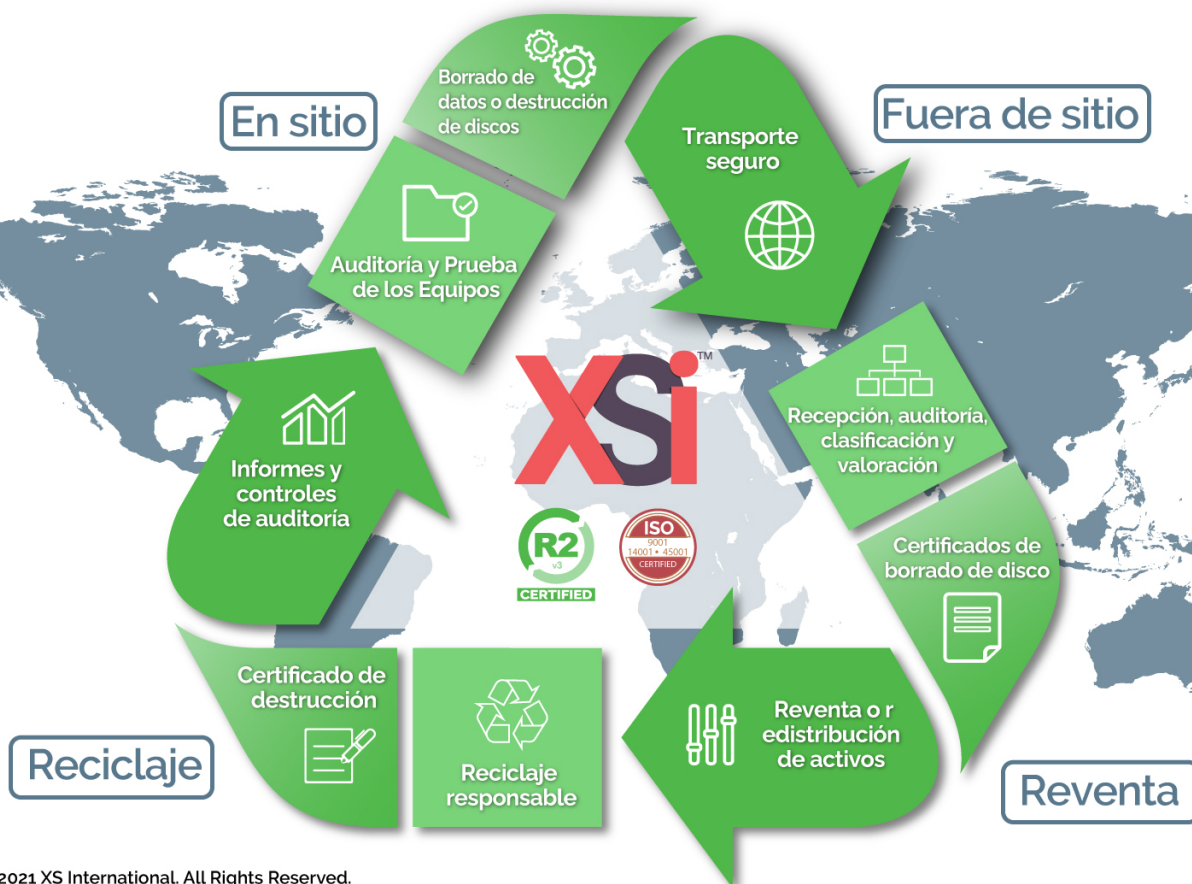 En sitio
Borrado de
datos o destrucción
de discos
Auditoría y Prueba
de los Equipos
Fuera de sitio
Transporte
seguro
Recepción, auditoría,
clasificación y
valoración
Certificados de
borrado de disco
Reventa
Reventa o r
edistribución
de activos
Reciclaje
responsable
Certificado de
destrucción
Reciclaje
Informes y
controles
de auditoría
XSi™
R2
v3
CERTIFIED
ISO
9001
14001 • 45001
CERTIFIED
2021 XS International. All Rights Reserved.